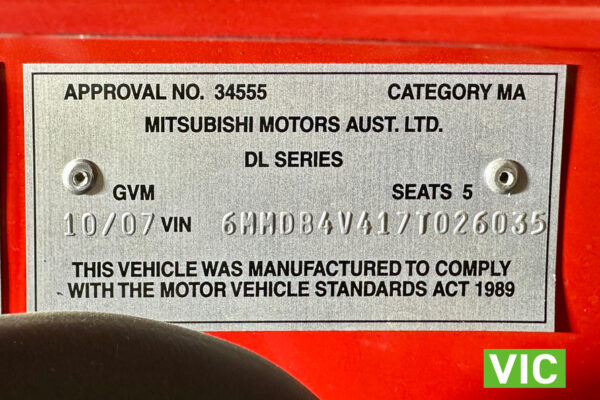 APPROVAL NO. 34555 CATEGORY MA
MITSUBISHI MOTORS AUST. LTD.
DL SERIES
GVM SEATS 5
10/07 VIN 6MMDB4V417T026035
THIS VEHICLE WAS MANUFACTURED TO COMPLY
WITH THE MOTOR VEHICLE STANDARDS ACT 1989
VIC